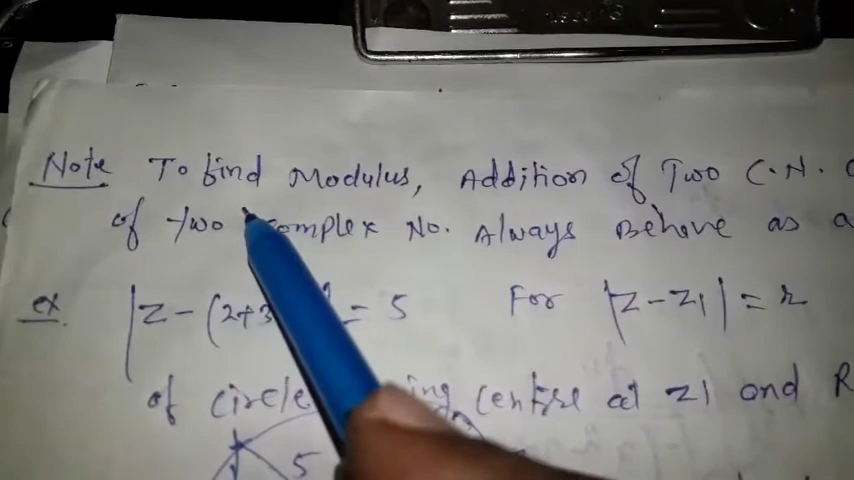 Note To find Modulus, Addition of Two C.N.
of two complex No. Always Behave as a
ex. |z-(2+3 = 5 For |z-z1| = r
of circle centre at z1 and R
5